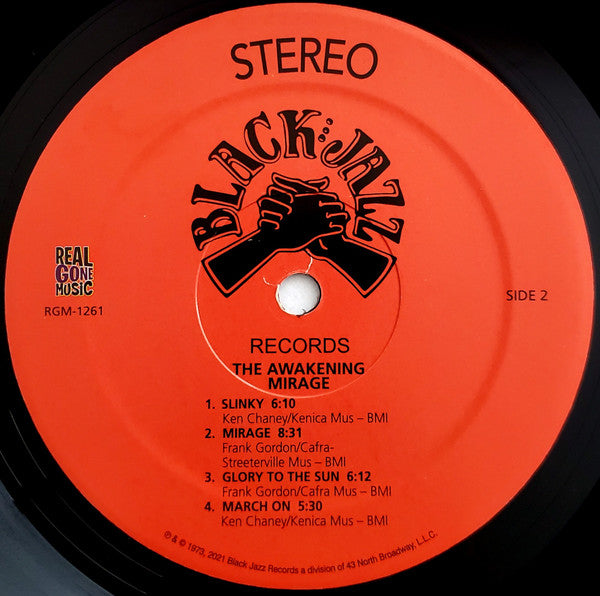 STEREO
BLACK JAZZ
REAL
GONE
MUSIC
RGM-1261
SIDE 2
RECORDS
THE AWAKENING
MIRAGE
1. SLINKY 6:10
Ken Chaney/Kenica Mus – BMI
2. MIRAGE 8:31
Frank Gordon/Cafra-
Streeterville Mus – BMI
3. GLORY TO THE SUN 6:12
Frank Gordon/Cafra Mus – BMI
4. MARCH ON 5:30
Ken Chaney/Kenica Mus – BMI
℗ & © 1973, 2021 Black Jazz Records a division of 43 North Broadway, L.L.C.